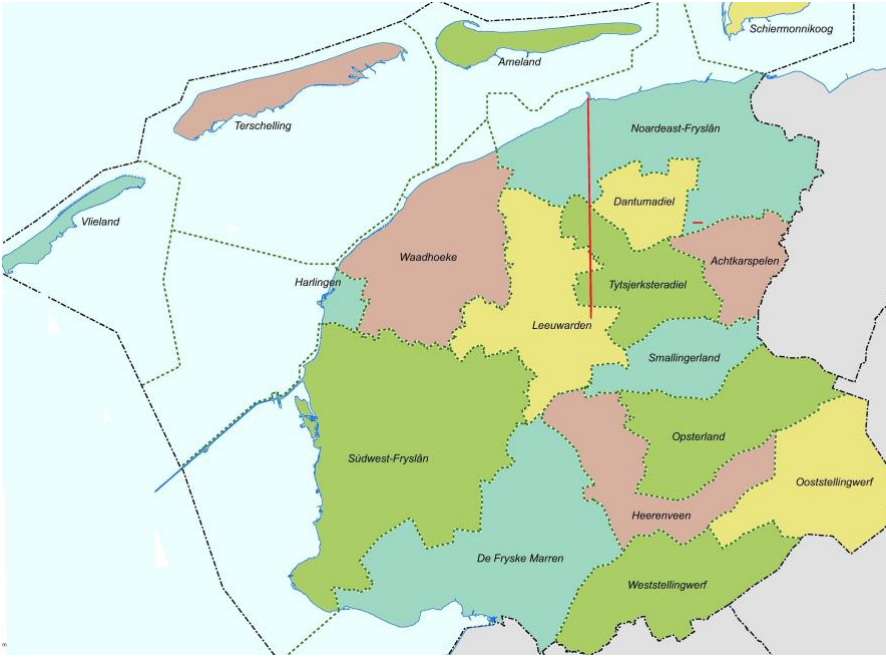 Schiermonnikoog
Ameland
Terschelling
Noardeast-Fryslân
Dantumadiel
Vlieland
Waadhoeke
Achtkarspelen
Harlingen
Tytsjerksteradiel
Leeuwarden
Smallingerland
Opsterland
Súdwest-Fryslân
Ooststellingwerf
Heerenveen
De Fryske Marren
Weststellingwerf